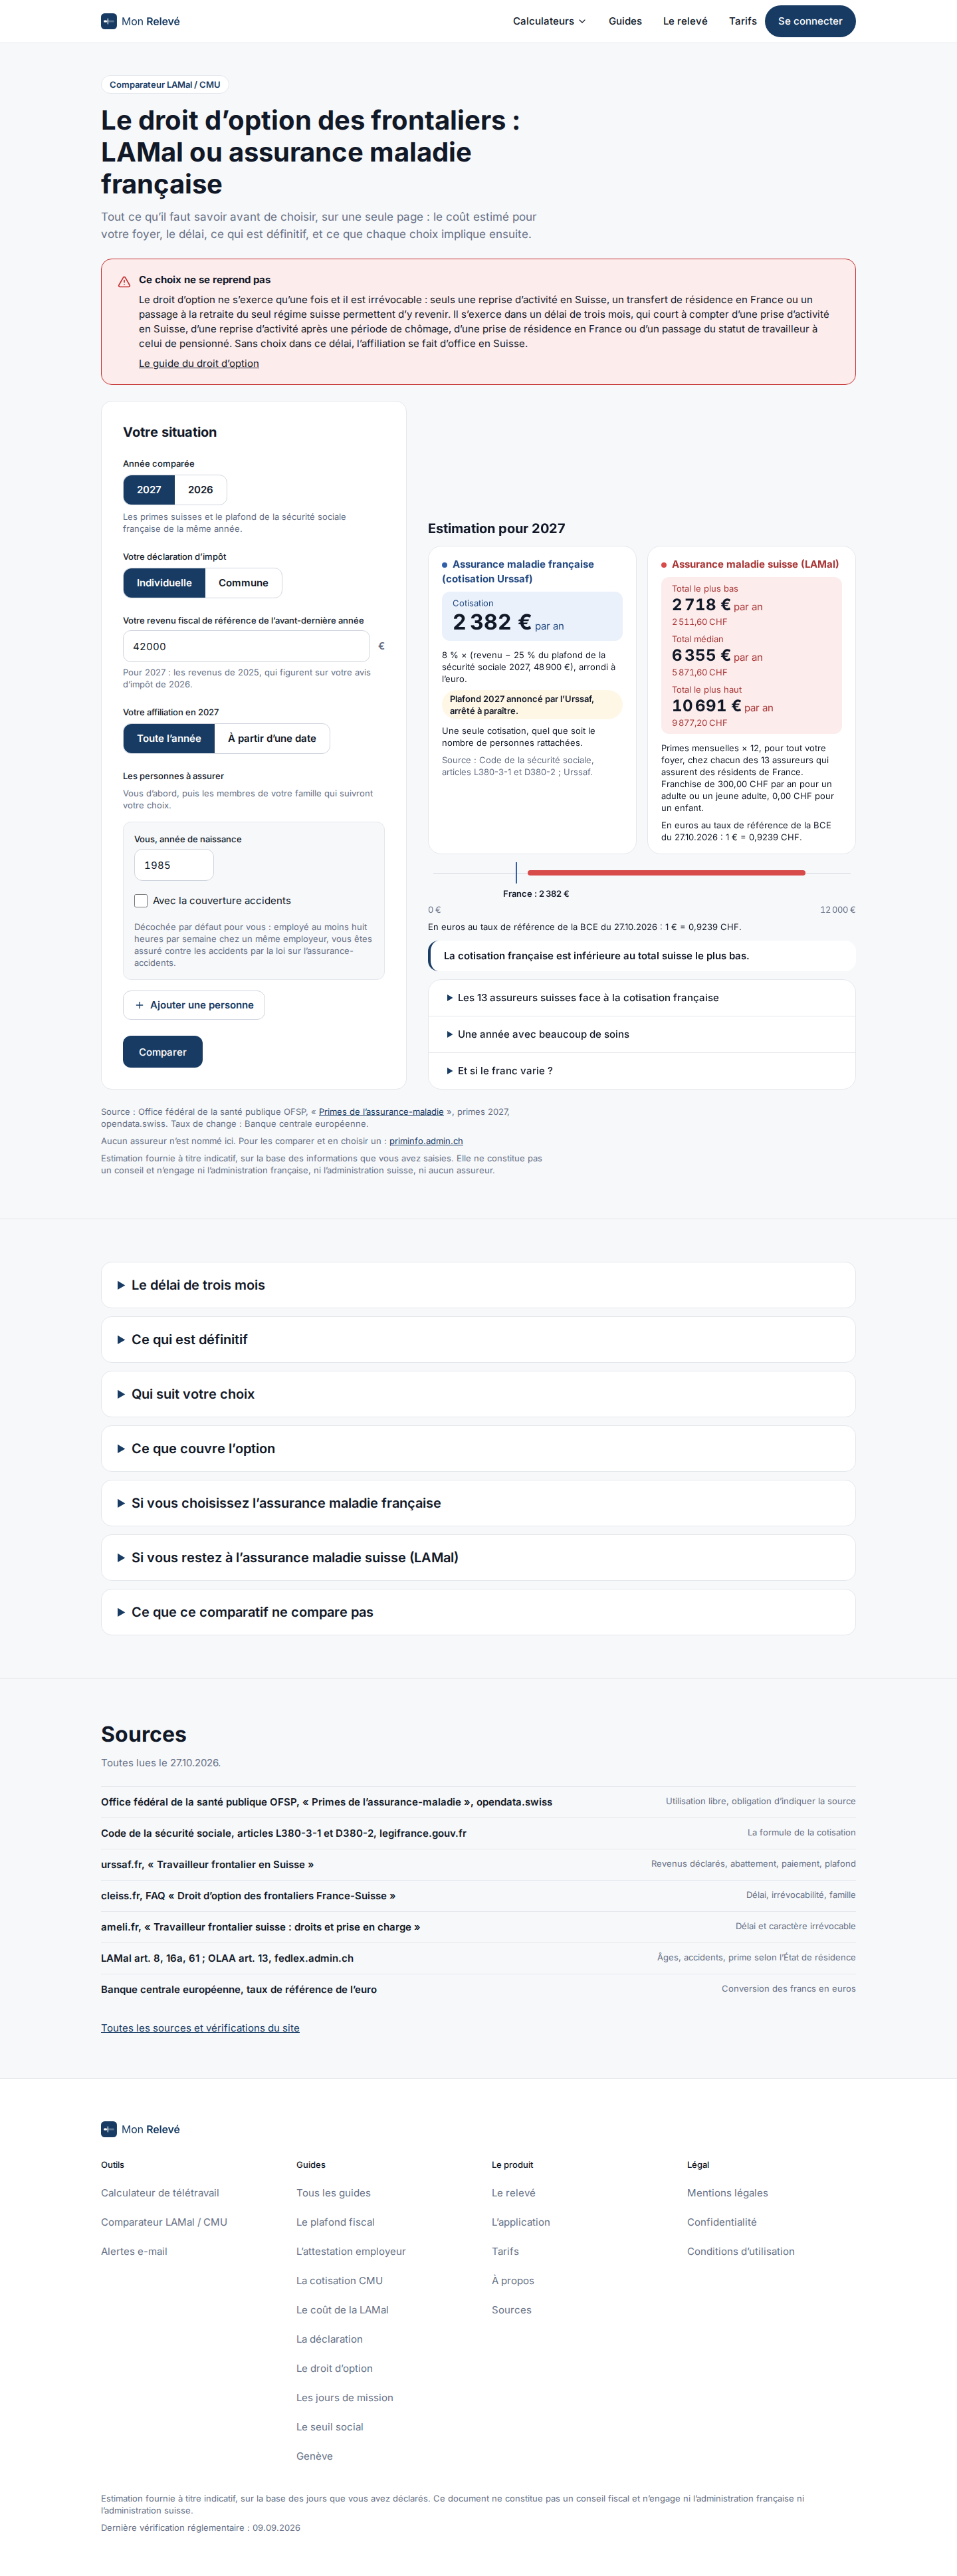 Mon Relevé
Calculateurs
Guides
Le relevé
Tarifs
Se connecter
Comparateur LAMal / CMU
Le droit d’option des frontaliers :
LAMal ou assurance maladie
française
Tout ce qu’il faut savoir avant de choisir, sur une seule page : le coût estimé pour
votre foyer, le délai, ce qui est définitif, et ce que chaque choix implique ensuite.
Ce choix ne se reprend pas
Le droit d’option ne s’exerce qu’une fois et il est irrévocable : seuls une reprise d’activité en Suisse, un transfert de résidence en France ou un
passage à la retraite du seul régime suisse permettent d’y revenir. Il s’exerce dans un délai de trois mois, qui court à compter d’une prise d’activité
en Suisse, d’une reprise d’activité après une période de chômage, d’une prise de résidence en France ou d’un passage du statut de travailleur à
celui de pensionné. Sans choix dans ce délai, l’affiliation se fait d’office en Suisse.
Le guide du droit d’option
Votre situation
Année comparée
2027
2026
Les primes suisses et le plafond de la sécurité sociale
française de la même année.
Votre déclaration d’impôt
Individuelle
Commune
Votre revenu fiscal de référence de l’avant-dernière année
42000
€
Pour 2027 : les revenus de 2025, qui figurent sur votre avis
d’impôt de 2026.
Votre affiliation en 2027
Toute l’année
À partir d’une date
Les personnes à assurer
Vous d’abord, puis les membres de votre famille qui suivront
votre choix.
Vous, année de naissance
1985
Avec la couverture accidents
Décochée par défaut pour vous : employé au moins huit
heures par semaine chez un même employeur, vous êtes
assuré contre les accidents par la loi sur l’assurance-
accidents.
Ajouter une personne
Comparer
Estimation pour 2027
Assurance maladie française
(cotisation Urssaf)
Cotisation
2 382 € par an
8 % × (revenu − 25 % du plafond de la
sécurité sociale 2027, 48 900 €), arrondi à
l’euro.
Plafond 2027 annoncé par l’Urssaf,
arrêté à paraître.
Une seule cotisation, quel que soit le
nombre de personnes rattachées.
Source : Code de la sécurité sociale,
articles L380-3-1 et D380-2 ; Urssaf.
Assurance maladie suisse (LAMal)
Total le plus bas
2 718 € par an
2 511,60 CHF
Total médian
6 355 € par an
5 871,60 CHF
Total le plus haut
10 691 € par an
9 877,20 CHF
Primes mensuelles × 12, pour tout votre
foyer, chez chacun des 13 assureurs qui
assurent des résidents de France.
Franchise de 300,00 CHF par an pour un
adulte ou un jeune adulte, 0,00 CHF pour
un enfant.
En euros au taux de référence de la BCE
du 27.10.2026 : 1 € = 0,9239 CHF.
France : 2 382 €
0 €
12 000 €
En euros au taux de référence de la BCE du 27.10.2026 : 1 € = 0,9239 CHF.
La cotisation française est inférieure au total suisse le plus bas.
Les 13 assureurs suisses face à la cotisation française
Une année avec beaucoup de soins
Et si le franc varie ?
Source : Office fédéral de la santé publique OFSP, « Primes de l’assurance-maladie », primes 2027,
opendata.swiss. Taux de change : Banque centrale européenne.
Aucun assureur n’est nommé ici. Pour les comparer et en choisir un : priminfo.admin.ch
Estimation fournie à titre indicatif, sur la base des informations que vous avez saisies. Elle ne constitue pas
un conseil et n’engage ni l’administration française, ni l’administration suisse, ni aucun assureur.
Le délai de trois mois
Ce qui est définitif
Qui suit votre choix
Ce que couvre l’option
Si vous choisissez l’assurance maladie française
Si vous restez à l’assurance maladie suisse (LAMal)
Ce que ce comparatif ne compare pas
Sources
Toutes lues le 27.10.2026.
Office fédéral de la santé publique OFSP, « Primes de l’assurance-maladie », opendata.swiss
Utilisation libre, obligation d’indiquer la source
Code de la sécurité sociale, articles L380-3-1 et D380-2, legifrance.gouv.fr
La formule de la cotisation
urssaf.fr, « Travailleur frontalier en Suisse »
Revenus déclarés, abattement, paiement, plafond
cleiss.fr, FAQ « Droit d’option des frontaliers France-Suisse »
Délai, irrévocabilité, famille
ameli.fr, « Travailleur frontalier suisse : droits et prise en charge »
Délai et caractère irrévocable
LAMal art. 8, 16a, 61 ; OLAA art. 13, fedlex.admin.ch
Âges, accidents, prime selon l’État de résidence
Banque centrale européenne, taux de référence de l’euro
Conversion des francs en euros
Toutes les sources et vérifications du site
Mon Relevé
Outils
Calculateur de télétravail
Comparateur LAMal / CMU
Alertes e-mail
Guides
Tous les guides
Le plafond fiscal
L’attestation employeur
La cotisation CMU
Le coût de la LAMal
La déclaration
Le droit d’option
Les jours de mission
Le seuil social
Genève
Le produit
Le relevé
L’application
Tarifs
À propos
Sources
Légal
Mentions légales
Confidentialité
Conditions d’utilisation
Estimation fournie à titre indicatif, sur la base des jours que vous avez déclarés. Ce document ne constitue pas un conseil fiscal et n’engage ni l’administration française ni
l’administration suisse.
Dernière vérification réglementaire : 09.09.2026